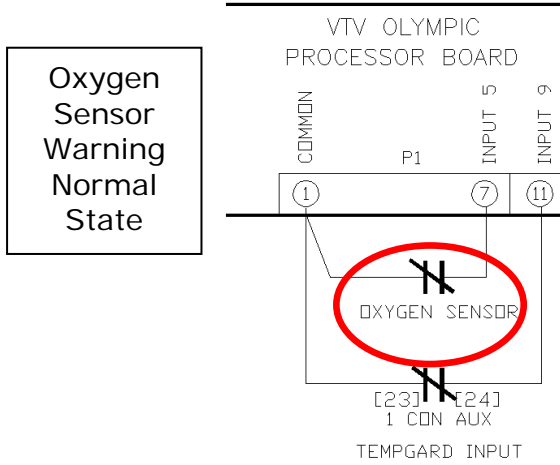 Oxygen
Sensor
Warning
Normal
State
VTV OLYMPIC
PROCESSOR BOARD
COMMON
P1
INPUT 5
INPUT 9
1
7
11
OXYGEN SENSOR
[23] [24]
1 CON AUX
TEMPGARD INPUT